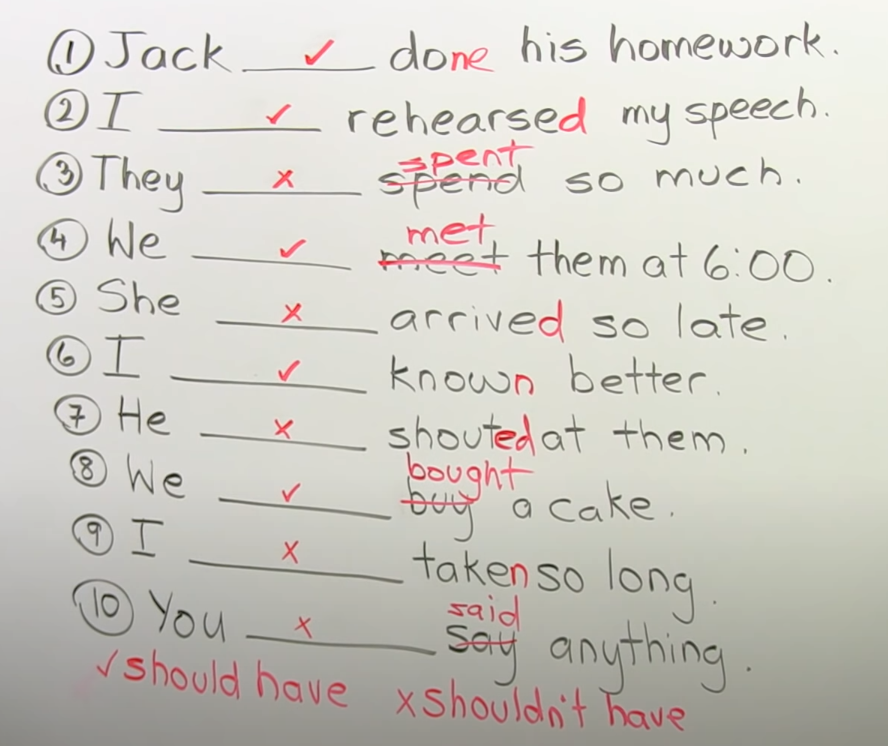 ① Jack ___✓___ done his homework.
② I ___✓___ rehearsed my speech.
spent
③ They ___x___ spend so much.
met
④ We ___✓___ meet them at 6:00.
⑤ She ___x___ arrived so late.
⑥ I ___✓___ known better.
⑦ He ___x___ shouted at them.
bought
⑧ We ___✓___ buy a cake.
⑨ I ___x___ taken so long.
said
⑩ You ___x___ say anything.
✓should have xshouldn't have